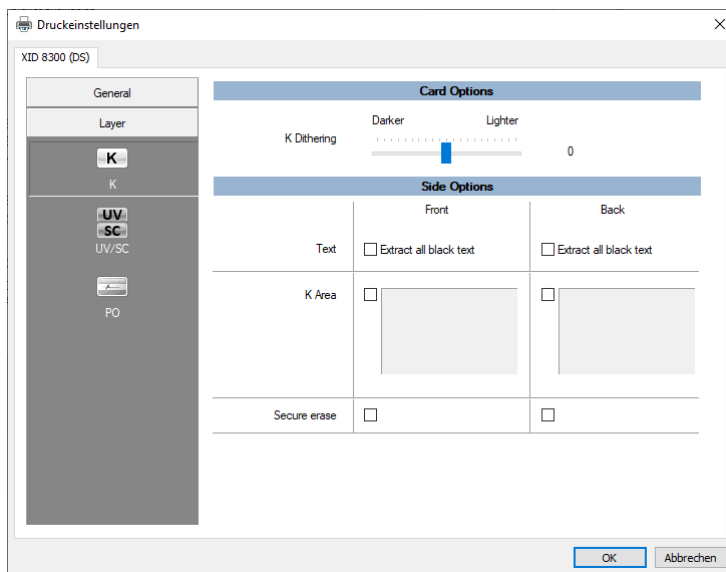 Druckeinstellungen
XID 8300 (DS)
General
Layer
K
K
UV
SC
UV/SC
PO
Card Options
Darker Lighter
K Dithering 0
Side Options
Front Back
Text Extract all black text Extract all black text
K Area
Secure erase
OK Abbrechen